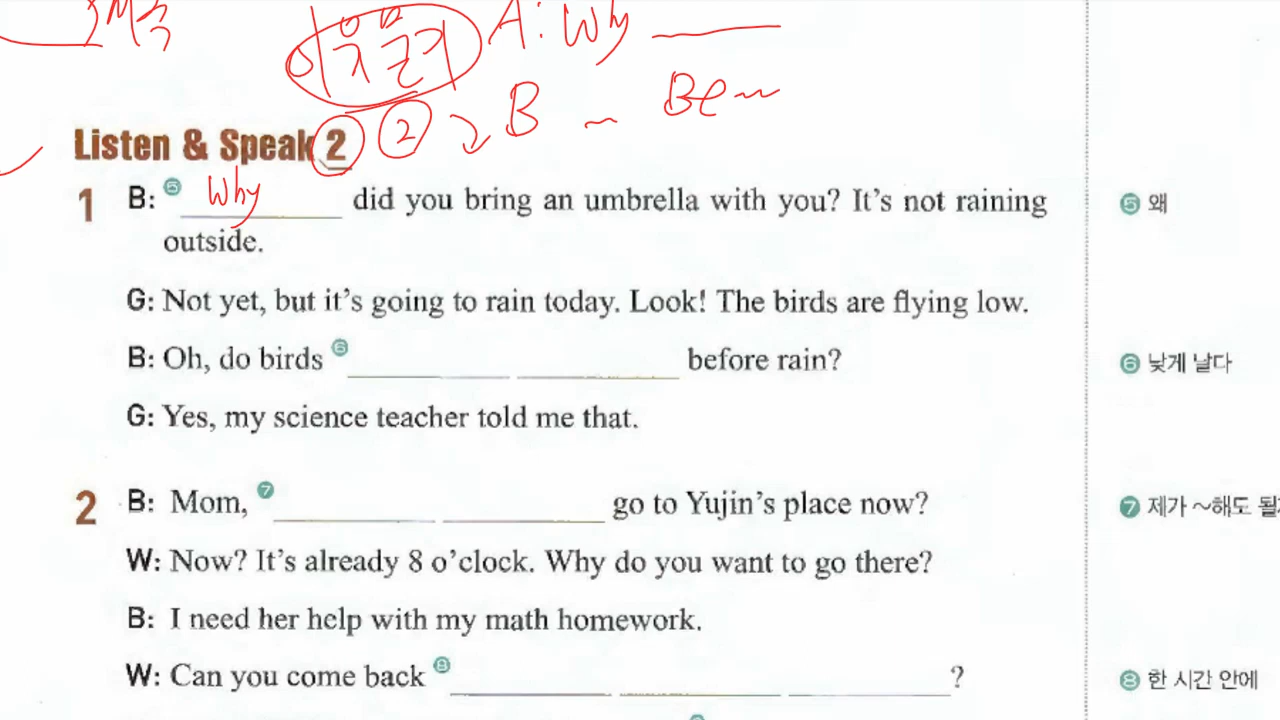 이유 묻기 A: Why
① ② B ~ Be~
Listen & Speak 2
1 B: ⑤ Why did you bring an umbrella with you? It's not raining ⑤ 왜
outside.
G: Not yet, but it's going to rain today. Look! The birds are flying low.
B: Oh, do birds ⑥ before rain? ⑥ 낮게 날다
G: Yes, my science teacher told me that.
2 B: Mom, ⑦ go to Yujin's place now? ⑦ 제가 ~해도 될
W: Now? It's already 8 o'clock. Why do you want to go there?
B: I need her help with my math homework.
W: Can you come back ⑧ ? ⑧ 한 시간 안에